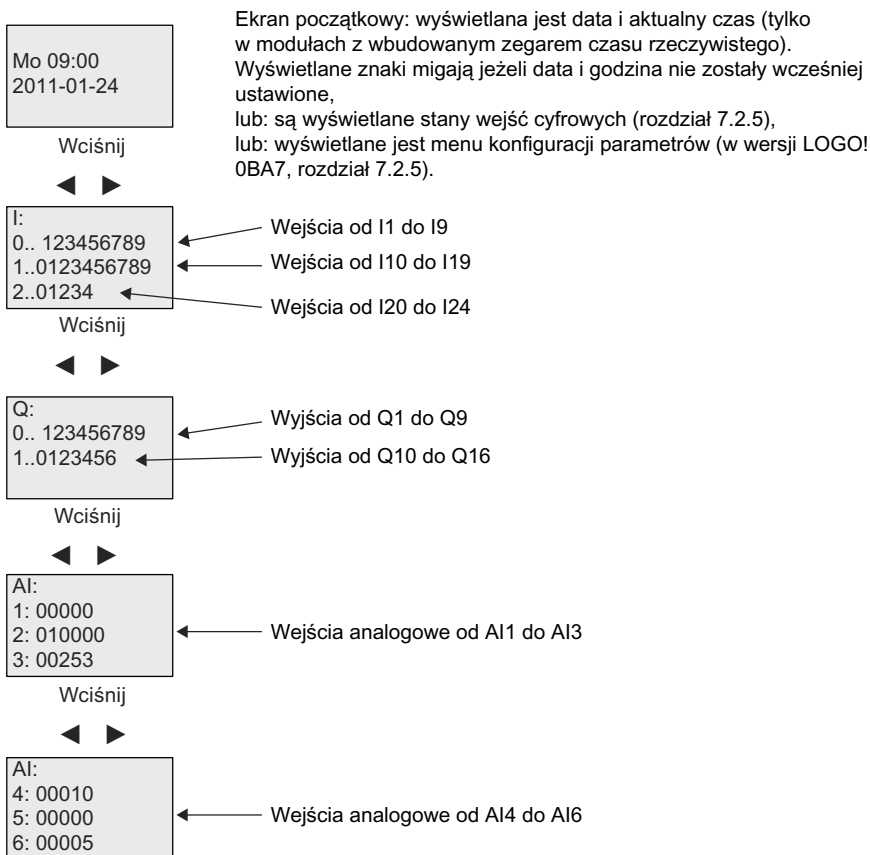 Ekran początkowy: wyświetlana jest data i aktualny czas (tylko
w modułach z wbudowanym zegarem czasu rzeczywistego).
Wyświetlane znaki migają jeżeli data i godzina nie zostały wcześniej
ustawione,
lub: są wyświetlane stany wejść cyfrowych (rozdział 7.2.5),
lub: wyświetlane jest menu konfiguracji parametrów (w wersji LOGO!
0BA7, rozdział 7.2.5).
Mo 09:00
2011-01-24
Wciśnij
I:
0.. 123456789
1..0123456789
2..01234
Wejścia od I1 do I9
Wejścia od I10 do I19
Wejścia od I20 do I24
Wciśnij
Q:
0.. 123456789
1..0123456
Wyjścia od Q1 do Q9
Wyjścia od Q10 do Q16
Wciśnij
AI:
1: 00000
2: 010000
3: 00253
Wejścia analogowe od AI1 do AI3
Wciśnij
AI:
4: 00010
5: 00000
6: 00005
Wejścia analogowe od AI4 do AI6